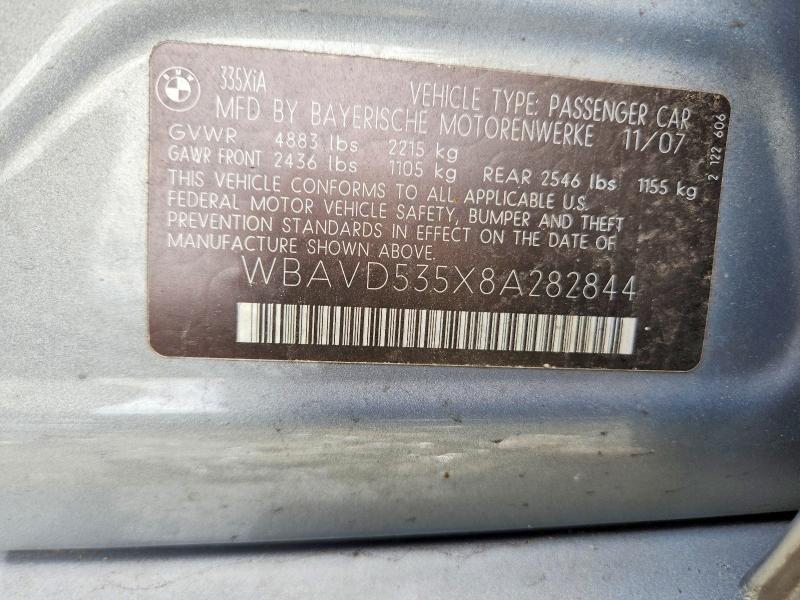 BMW
335XiA
VEHICLE TYPE: PASSENGER CAR
MFD BY BAYERISCHE MOTORENWERKE 11/07
GVWR 4883 lbs 2215 kg
GAWR FRONT 2436 lbs 1105 kg REAR 2546 lbs 1155 kg
THIS VEHICLE CONFORMS TO ALL APPLICABLE U.S.
FEDERAL MOTOR VEHICLE SAFETY, BUMPER AND THEFT
PREVENTION STANDARDS IN EFFECT ON THE DATE OF
MANUFACTURE SHOWN ABOVE.
WBAVD535X8A282844
2 122 606